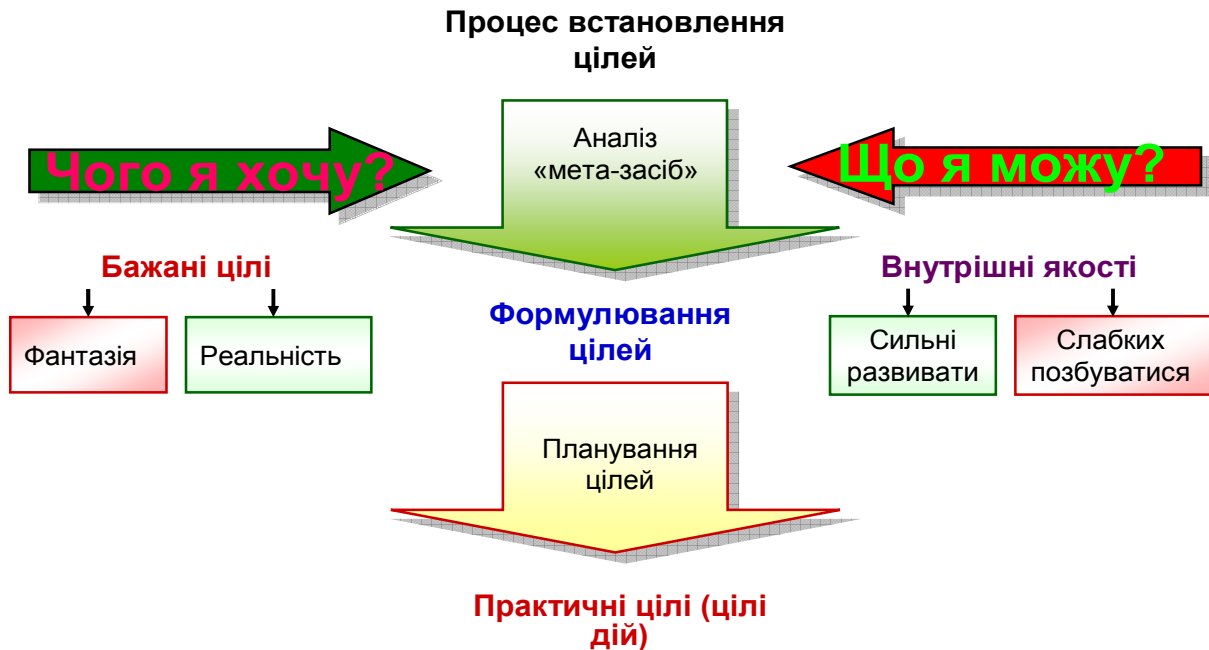 Процес встановлення
цілей
Чого я хочу?
Аналіз
«мета-засіб»
Що я можу?
Бажані цілі
Фантазія
Реальність
Формулювання
цілей
Внутрішні якості
Сильні
развивати
Слабких
позбуватися
Планування
цілей
Практичні цілі (цілі
дій)